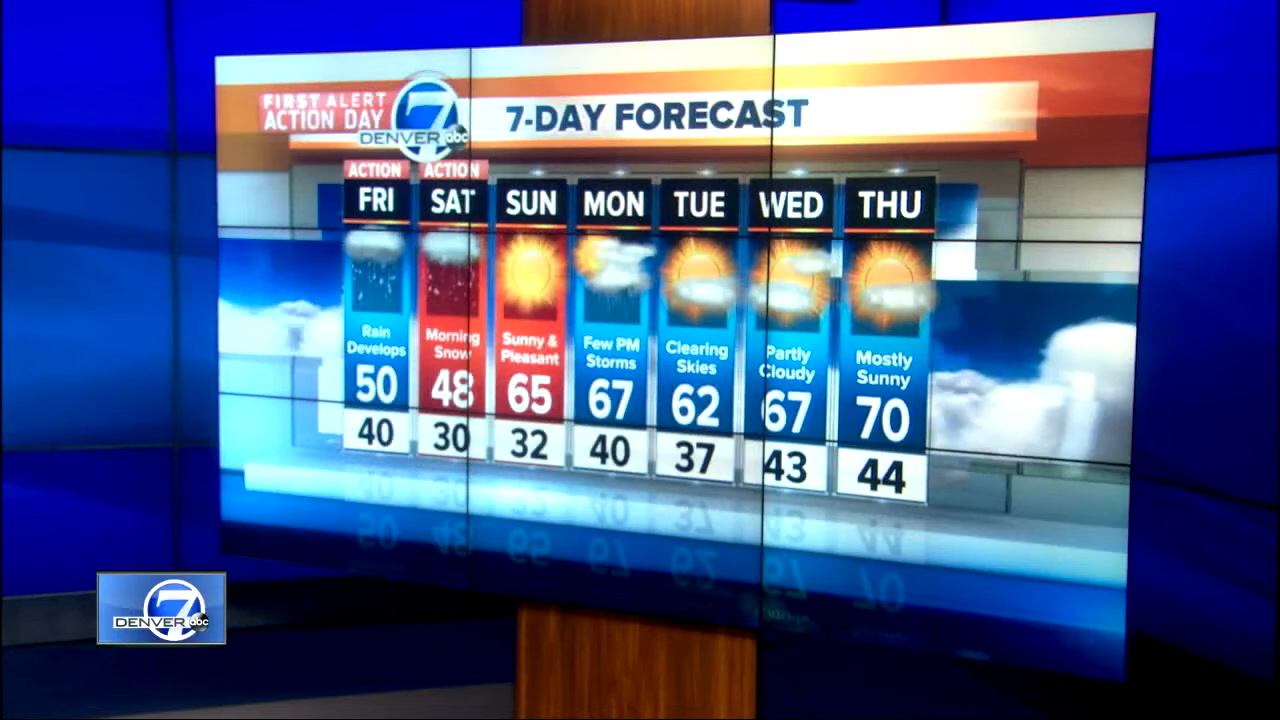 FIRST ALERT
ACTION DAY
7
DENVER abc
7-DAY FORECAST
ACTION ACTION
FRI SAT SUN MON TUE WED THU
Rain Develops
Morning Snow
Sunny & Pleasant
Few PM Storms
Clearing Skies
Partly Cloudy
Mostly Sunny
50 48 65 67 62 67 70
40 30 32 40 37 43 44
7
DENVER abc